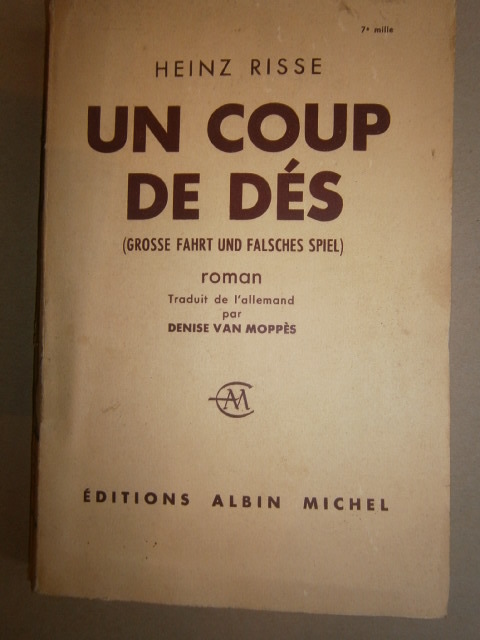 7e mille
HEINZ RISSE
UN COUP
DE DÉS
(GROSSE FAHRT UND FALSCHES SPIEL)
roman
Traduit de l'allemand
par
DENISE VAN MOPPÈS
AM
ÉDITIONS ALBIN MICHEL